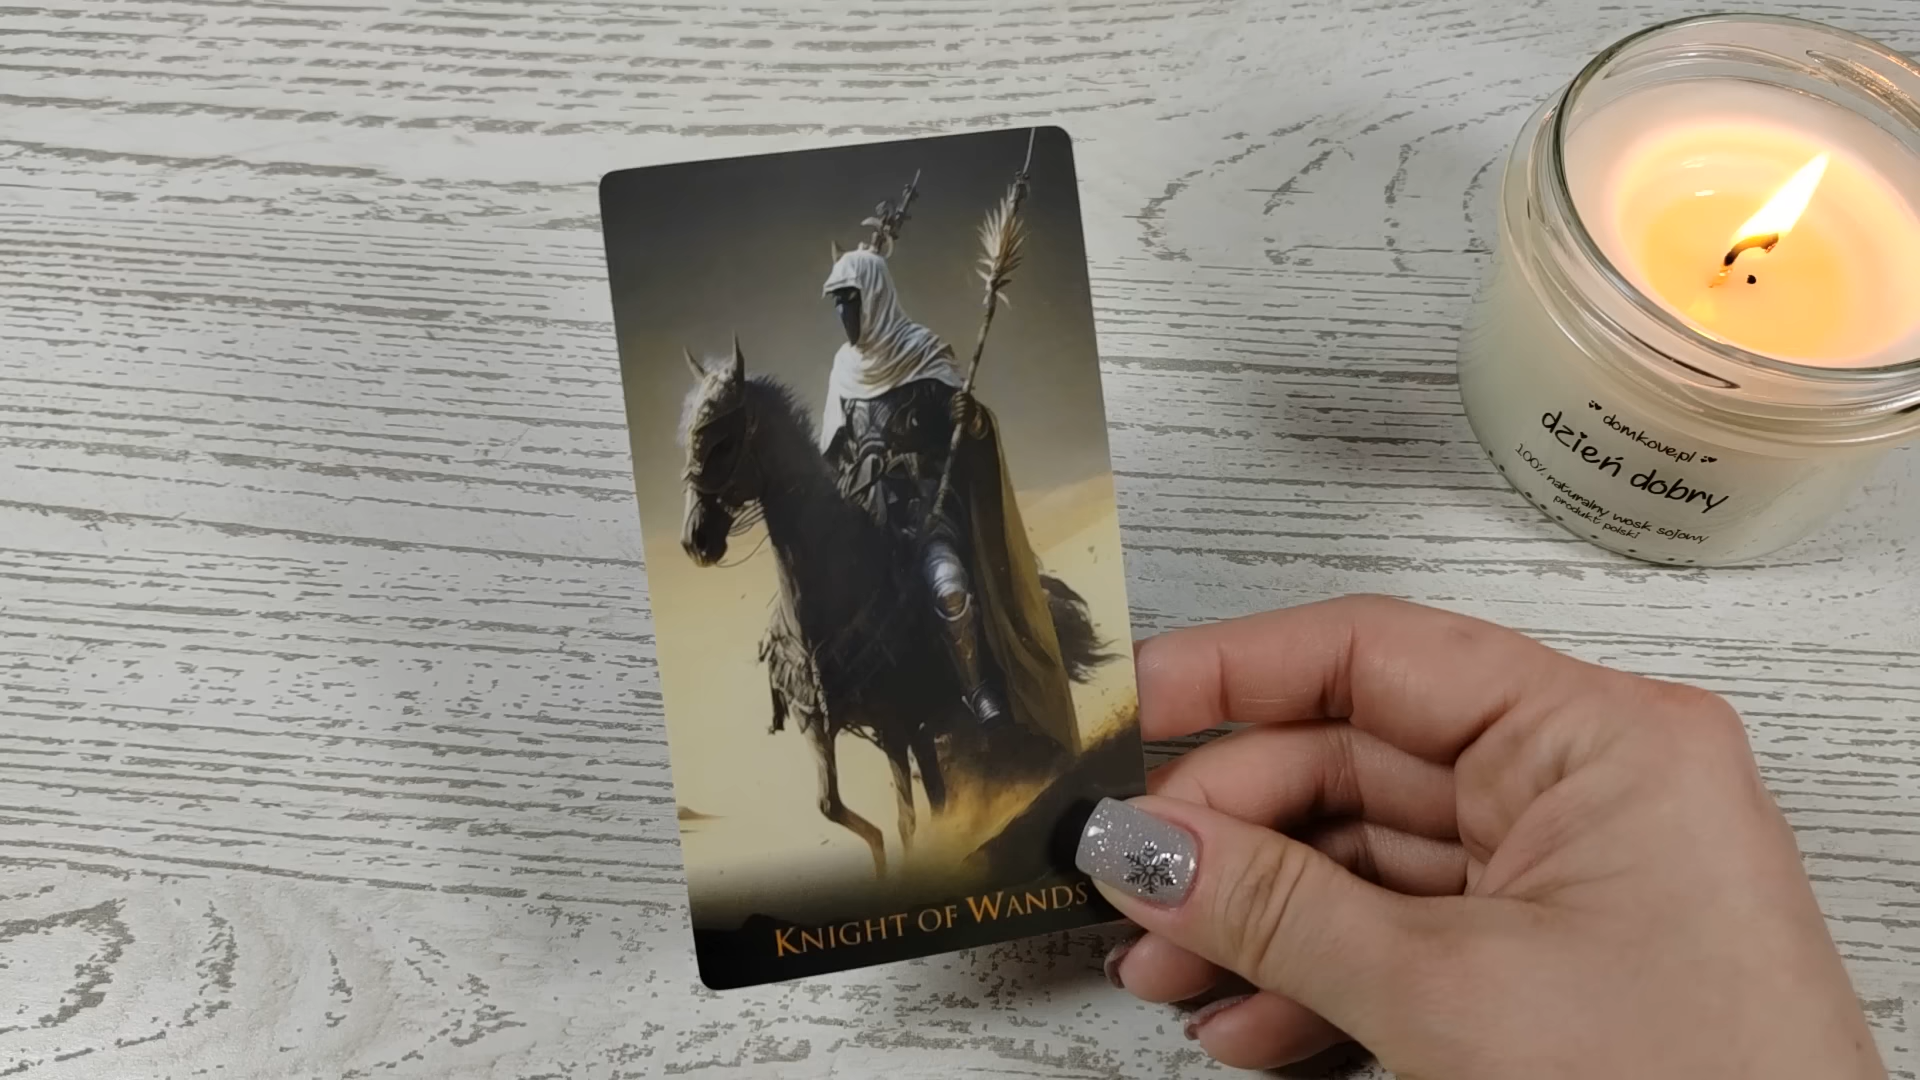 domkove.pl
dzień dobry
100% naturalny wosk sojowy
produkt polski
KNIGHT OF WANDS